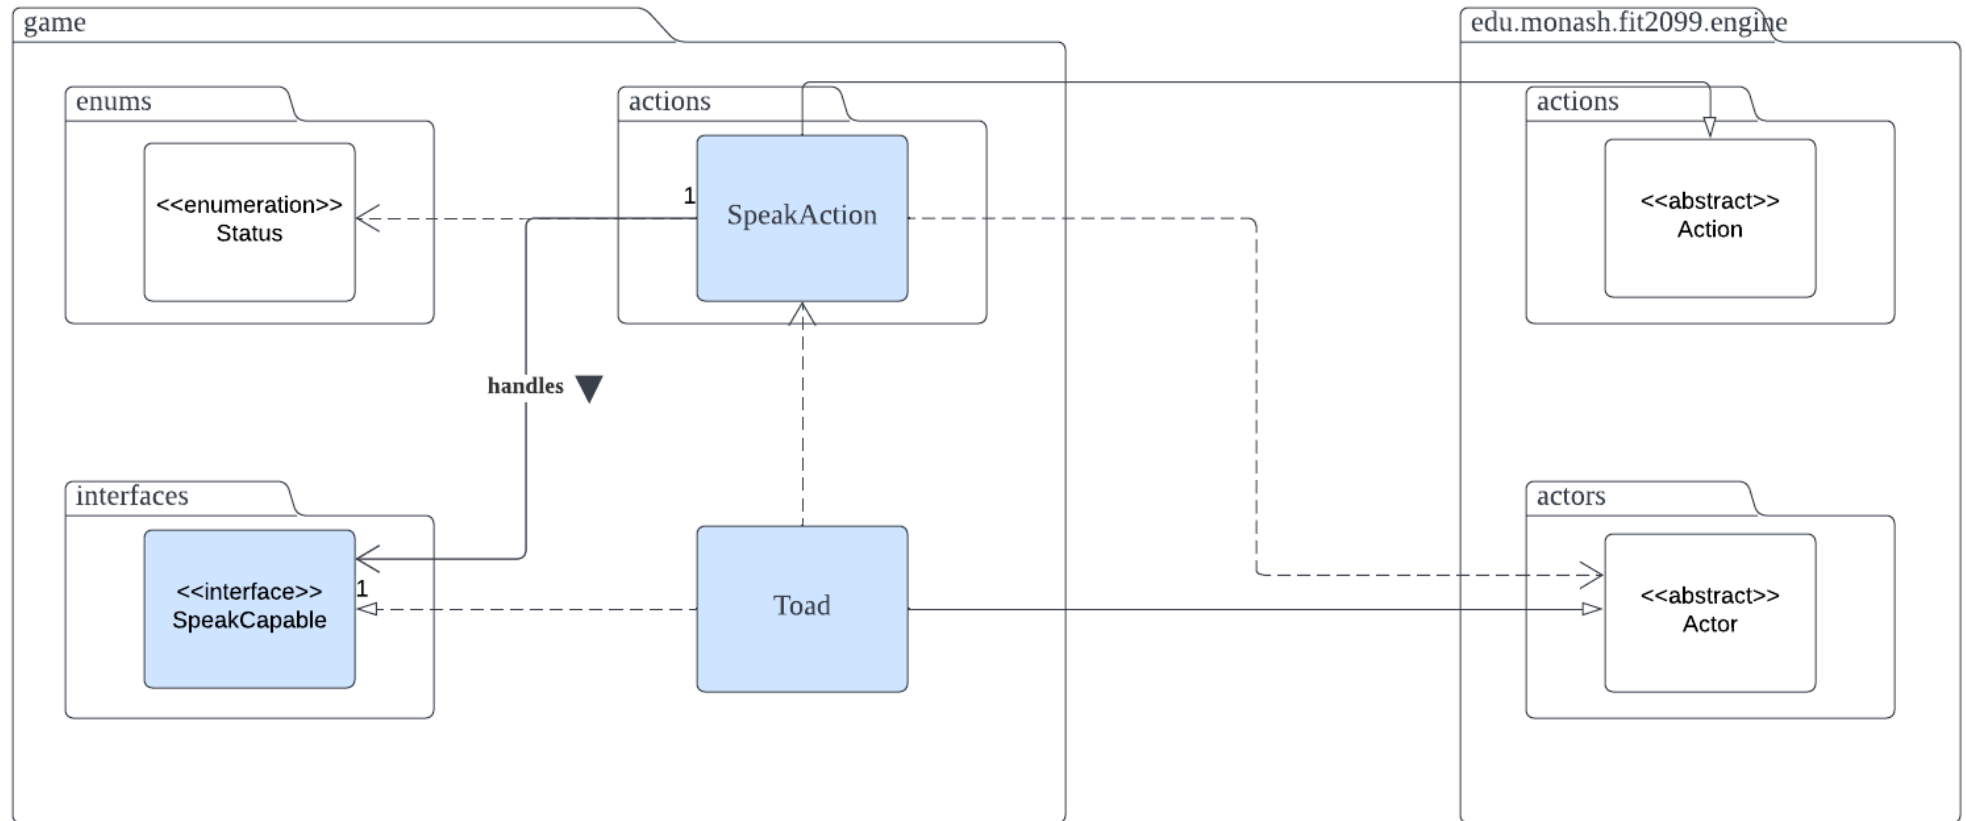 game
edu.monash.fit2099.engine
enums
actions
actions
<<enumeration>>
Status
1
SpeakAction
<<abstract>>
Action
handles
interfaces
actors
<<interface>>
SpeakCapable
1
Toad
<<abstract>>
Actor